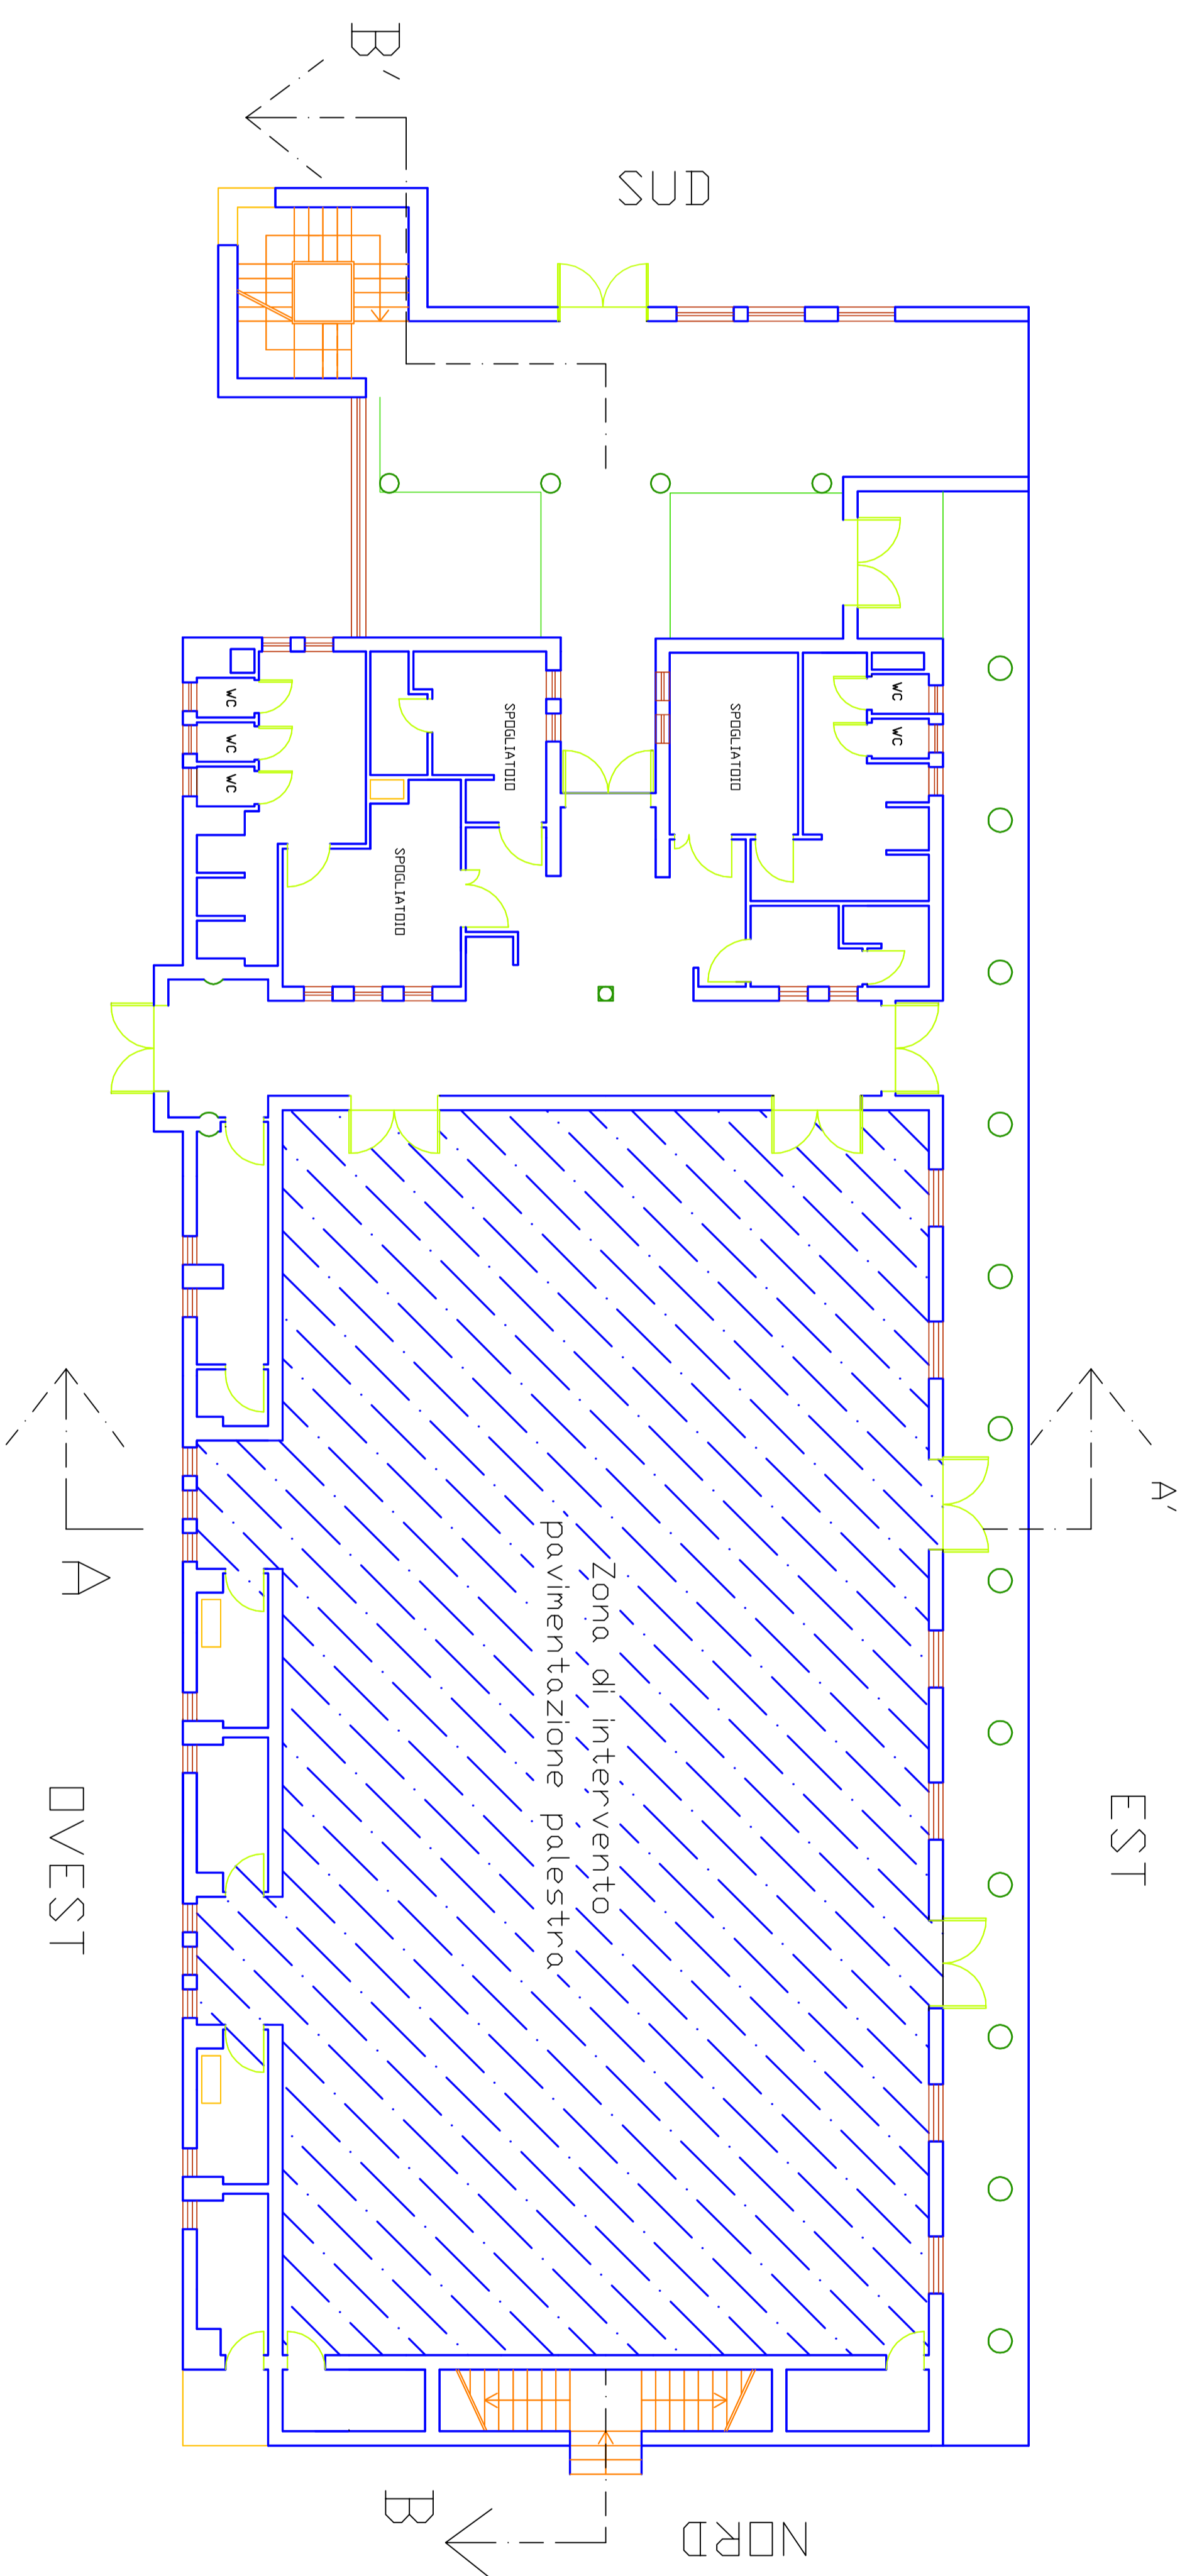 B'
SUD
WC
WC
WC
SPOGLIATOIO
SPOGLIATOIO
SPOGLIATOIO
WC
WC
A'
A
Zona di intervento
pavimentazione palestra
EST
OVEST
B
NORD